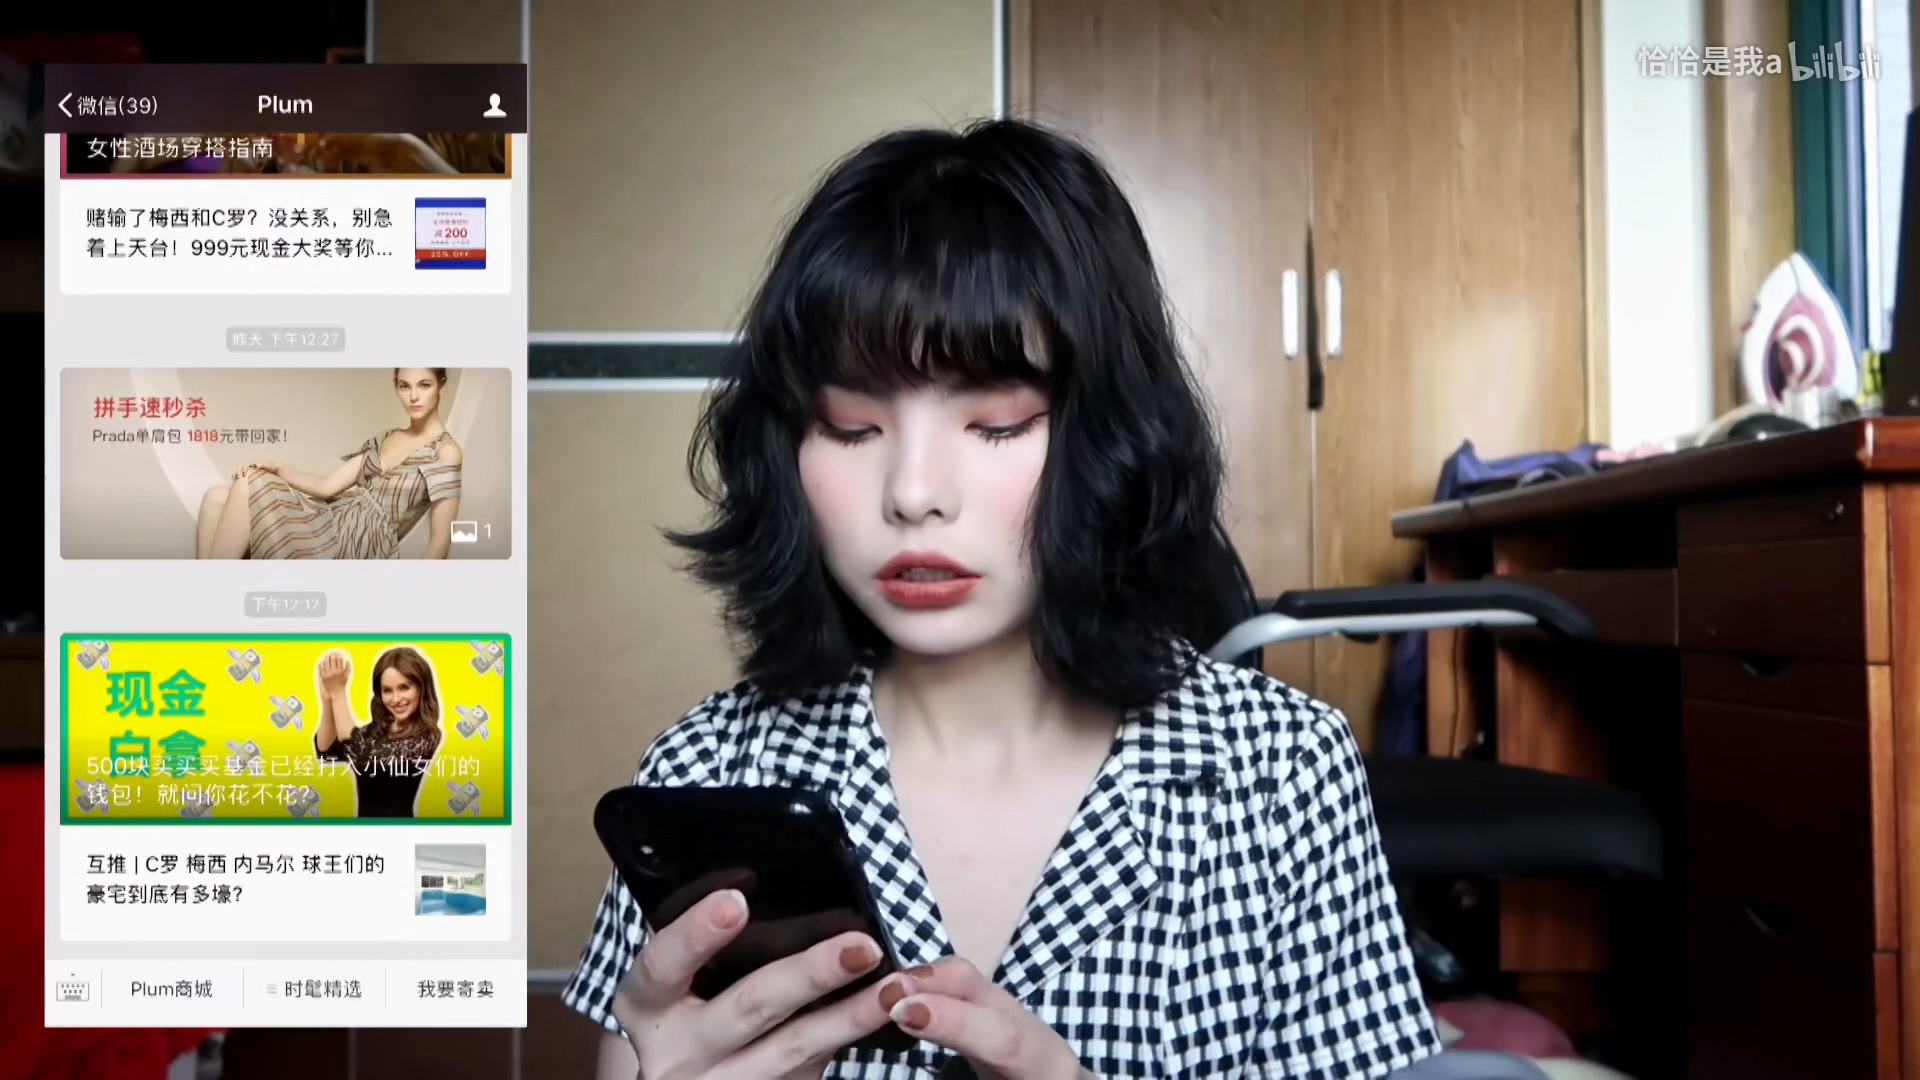 恰恰是我a bilibili
微信(39)
Plum
女性酒场穿搭指南
赌输了梅西和C罗？没关系，别急
着上天台！999元现金大奖等你...
减200
25% OFF
昨天 下午12:27
拼手速秒杀
Prada单肩包 1818元带回家！
1
下午12:12
现金
白拿
500块买买买基金已经打入小仙女们的
钱包！就问你花不花？
互推 | C罗 梅西 内马尔 球王们的
豪宅到底有多壕？
Plum商城
时髦精选
我要寄卖